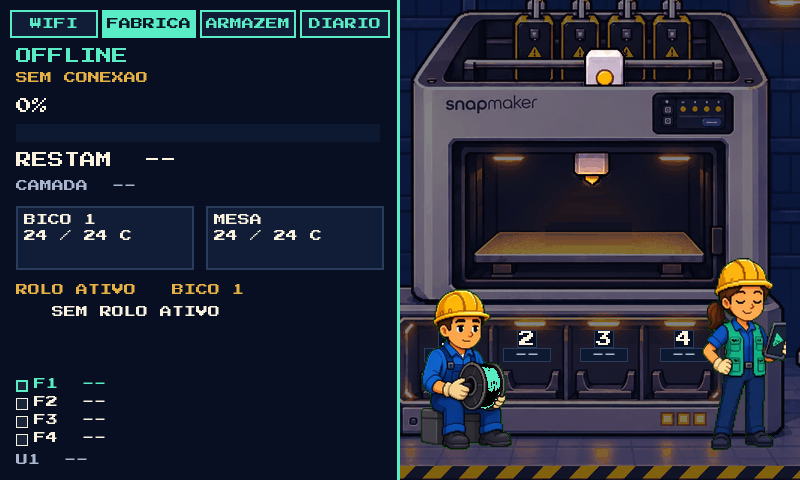 WIFI FABRICA ARMAZEM DIARIO
OFFLINE
SEM CONEXAO
0%
RESTAM --
CAMADA --
BICO 1
24 / 24 C
MESA
24 / 24 C
ROLO ATIVO BICO 1
SEM ROLO ATIVO
F1 --
F2 --
F3 --
F4 --
U1 --
snapmaker
2 3 4
-- -- --